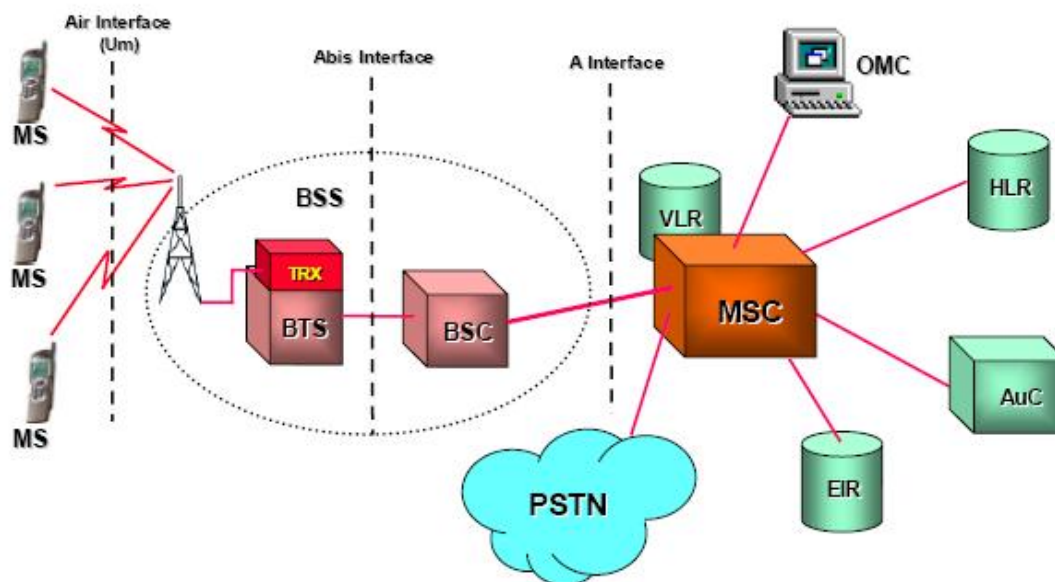 Air Interface
(Um)
Abis Interface
A Interface
OMC
MS
MS
MS
BSS
TRX
BTS
BSC
VLR
MSC
HLR
AuC
EIR
PSTN